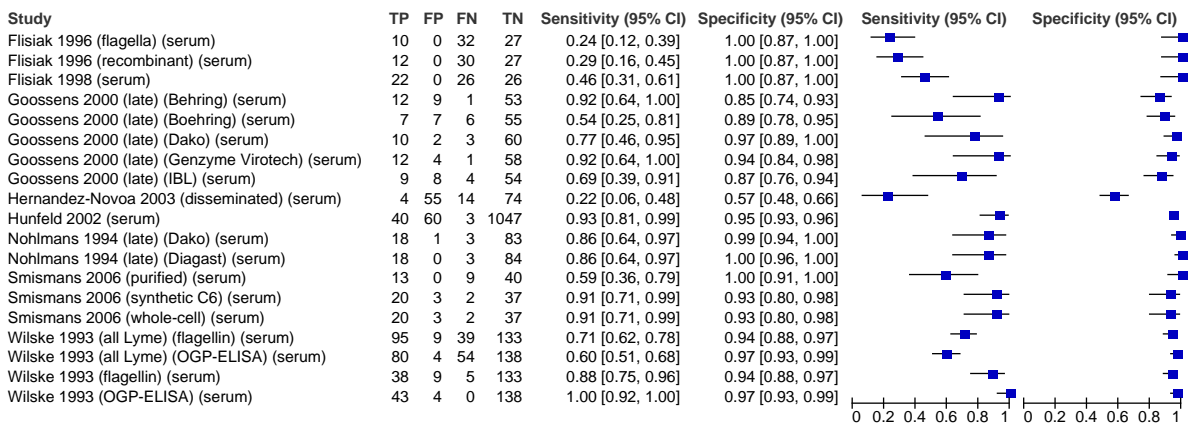 Study TP FP FN TN Sensitivity (95% CI) Specificity (95% CI) Sensitivity (95% CI) Specificity (95% CI)
Flisiak 1996 (flagella) (serum) 10 0 32 27 0.24 [0.12, 0.39] 1.00 [0.87, 1.00]
Flisiak 1996 (recombinant) (serum) 12 0 30 27 0.29 [0.16, 0.45] 1.00 [0.87, 1.00]
Flisiak 1998 (serum) 22 0 26 26 0.46 [0.31, 0.61] 1.00 [0.87, 1.00]
Goossens 2000 (late) (Behring) (serum) 12 9 1 53 0.92 [0.64, 1.00] 0.85 [0.74, 0.93]
Goossens 2000 (late) (Boehring) (serum) 7 7 6 55 0.54 [0.25, 0.81] 0.89 [0.78, 0.95]
Goossens 2000 (late) (Dako) (serum) 10 2 3 60 0.77 [0.46, 0.95] 0.97 [0.89, 1.00]
Goossens 2000 (late) (Genzyme Virotech) (serum) 12 4 1 58 0.92 [0.64, 1.00] 0.94 [0.84, 0.98]
Goossens 2000 (late) (IBL) (serum) 9 8 4 54 0.69 [0.39, 0.91] 0.87 [0.76, 0.94]
Hernandez-Novoa 2003 (disseminated) (serum) 4 55 14 74 0.22 [0.06, 0.48] 0.57 [0.48, 0.66]
Hunfeld 2002 (serum) 40 60 3 1047 0.93 [0.81, 0.99] 0.95 [0.93, 0.96]
Nohlmans 1994 (late) (Dako) (serum) 18 1 3 83 0.86 [0.64, 0.97] 0.99 [0.94, 1.00]
Nohlmans 1994 (late) (Diagast) (serum) 18 0 3 84 0.86 [0.64, 0.97] 1.00 [0.96, 1.00]
Smismans 2006 (purified) (serum) 13 0 9 40 0.59 [0.36, 0.79] 1.00 [0.91, 1.00]
Smismans 2006 (synthetic C6) (serum) 20 3 2 37 0.91 [0.71, 0.99] 0.93 [0.80, 0.98]
Smismans 2006 (whole-cell) (serum) 20 3 2 37 0.91 [0.71, 0.99] 0.93 [0.80, 0.98]
Wilske 1993 (all Lyme) (flagellin) (serum) 95 9 39 133 0.71 [0.62, 0.78] 0.94 [0.88, 0.97]
Wilske 1993 (all Lyme) (OGP-ELISA) (serum) 80 4 54 138 0.60 [0.51, 0.68] 0.97 [0.93, 0.99]
Wilske 1993 (flagellin) (serum) 38 9 5 133 0.88 [0.75, 0.96] 0.94 [0.88, 0.97]
Wilske 1993 (OGP-ELISA) (serum) 43 4 0 138 1.00 [0.92, 1.00] 0.97 [0.93, 0.99]
0 0.2 0.4 0.6 0.8 1 0 0.2 0.4 0.6 0.8 1